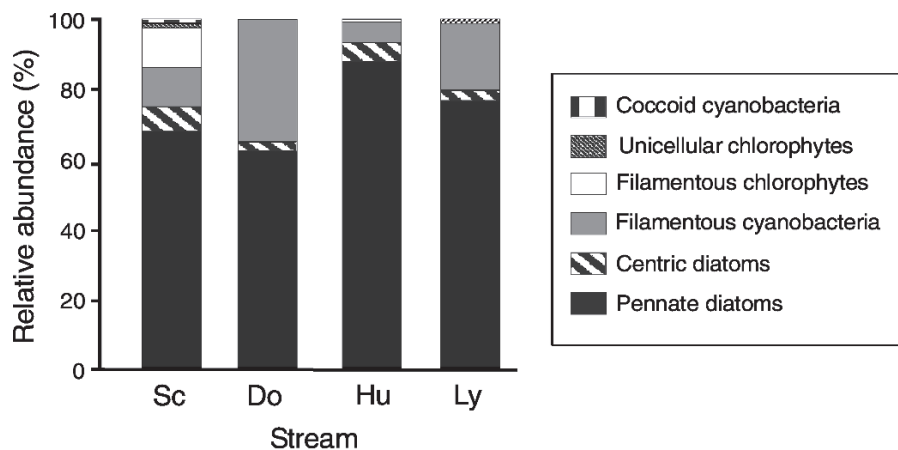 Relative abundance (%)
100
80
60
40
20
0
Sc Do Hu Ly
Stream
Coccoid cyanobacteria
Unicellular chlorophytes
Filamentous chlorophytes
Filamentous cyanobacteria
Centric diatoms
Pennate diatoms